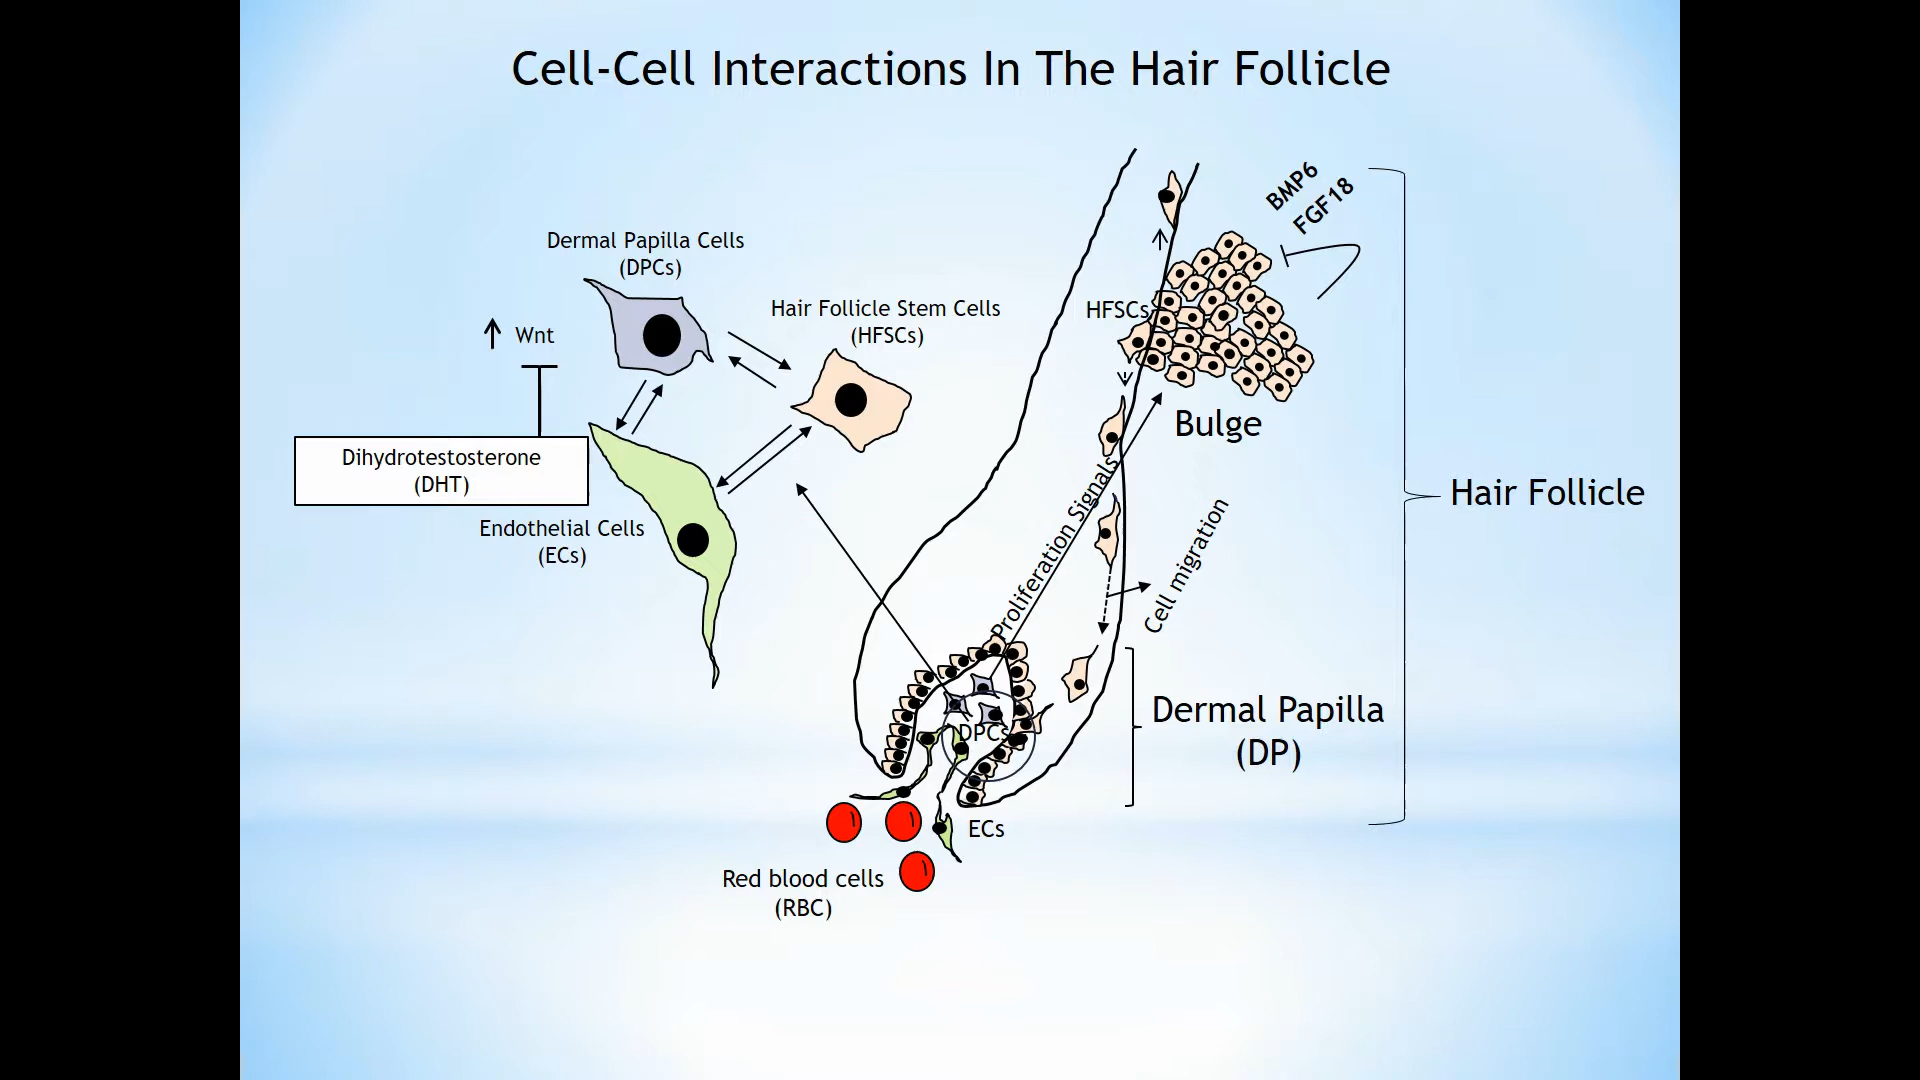 Cell-Cell Interactions In The Hair Follicle
BMP6
FGF18
Dermal Papilla Cells
(DPCs)
Hair Follicle Stem Cells
(HFSCs)
HFSCs
Wnt
Bulge
Dihydrotestosterone
(DHT)
Hair Follicle
Endothelial Cells
(ECs)
Proliferation Signals
Cell migration
Dermal Papilla
(DP)
DPCs
ECs
Red blood cells
(RBC)